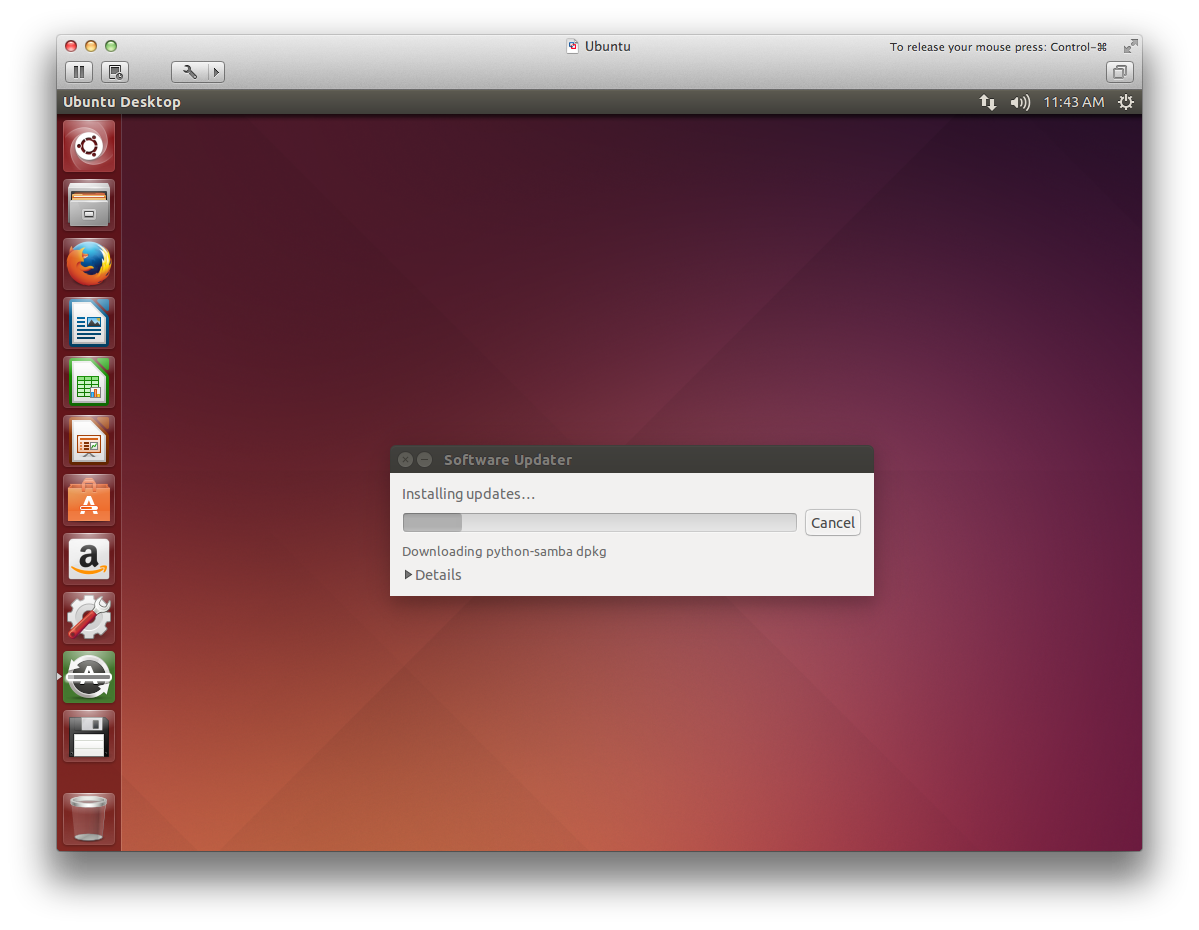 Ubuntu
To release your mouse press: Control-⌘
Ubuntu Desktop
11:43 AM
Software Updater
Installing updates…
Cancel
Downloading python-samba dpkg
Details
A
a
A